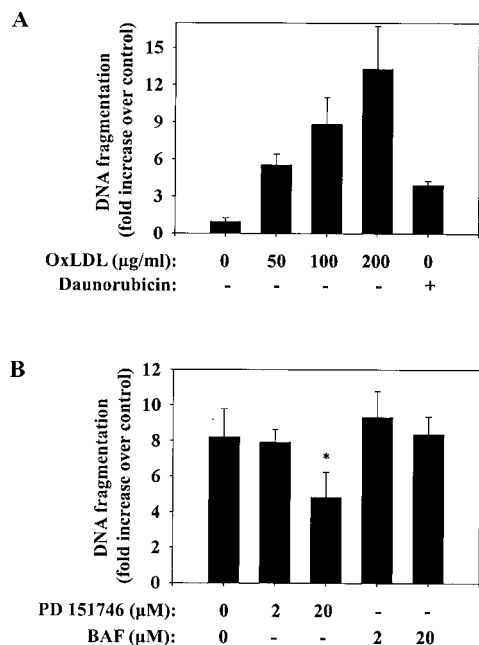 A
DNA fragmentation
(fold increase over control)
15
12
9
6
3
0
OxLDL (µg/ml): 0 50 100 200 0
Daunorubicin: - - - - +
B
DNA fragmentation
(fold increase over control)
12
10
8
6
4
2
0
*
PD 151746 (µM): 0 2 20 - -
BAF (µM): 0 - - 2 20